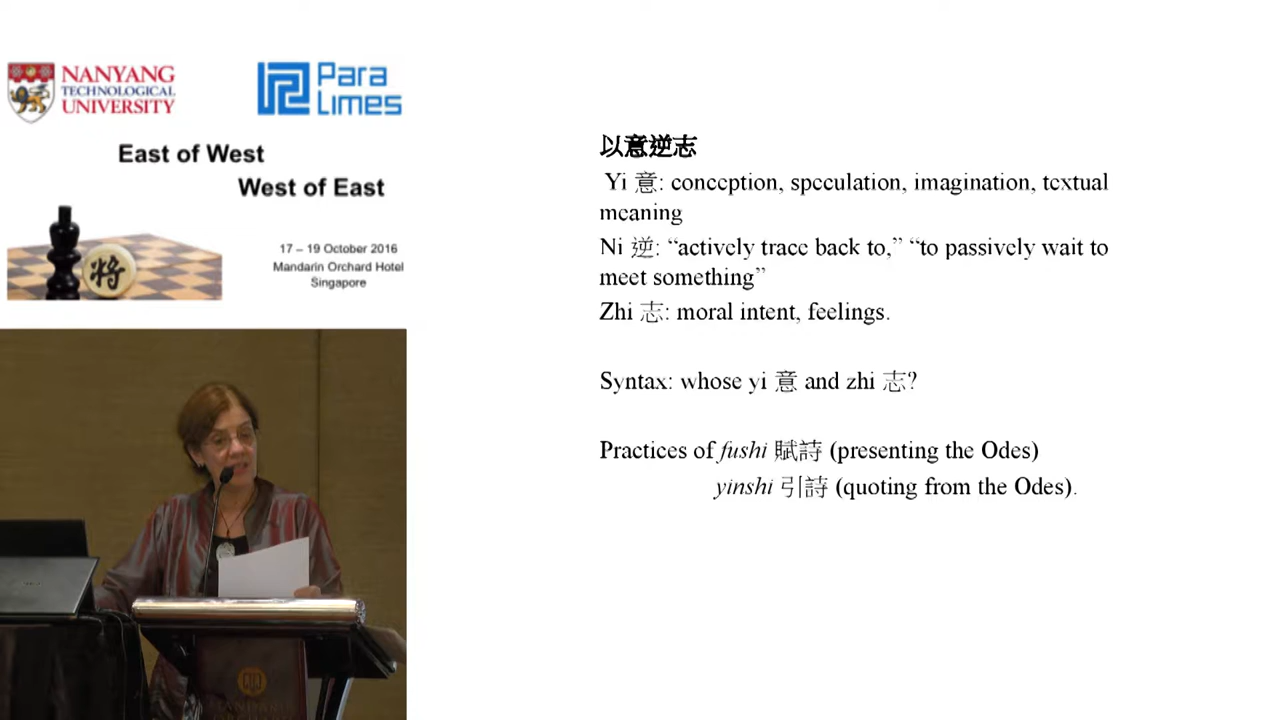 NANYANG
TECHNOLOGICAL
UNIVERSITY
Para
Limes
East of West
West of East
17 – 19 October 2016
Mandarin Orchard Hotel
Singapore
将
以意逆志
Yi 意: conception, speculation, imagination, textual
meaning
Ni 逆: “actively trace back to,” “to passively wait to
meet something”
Zhi 志: moral intent, feelings.
Syntax: whose yi 意 and zhi 志?
Practices of fushi 賦詩 (presenting the Odes)
yinshi 引詩 (quoting from the Odes).